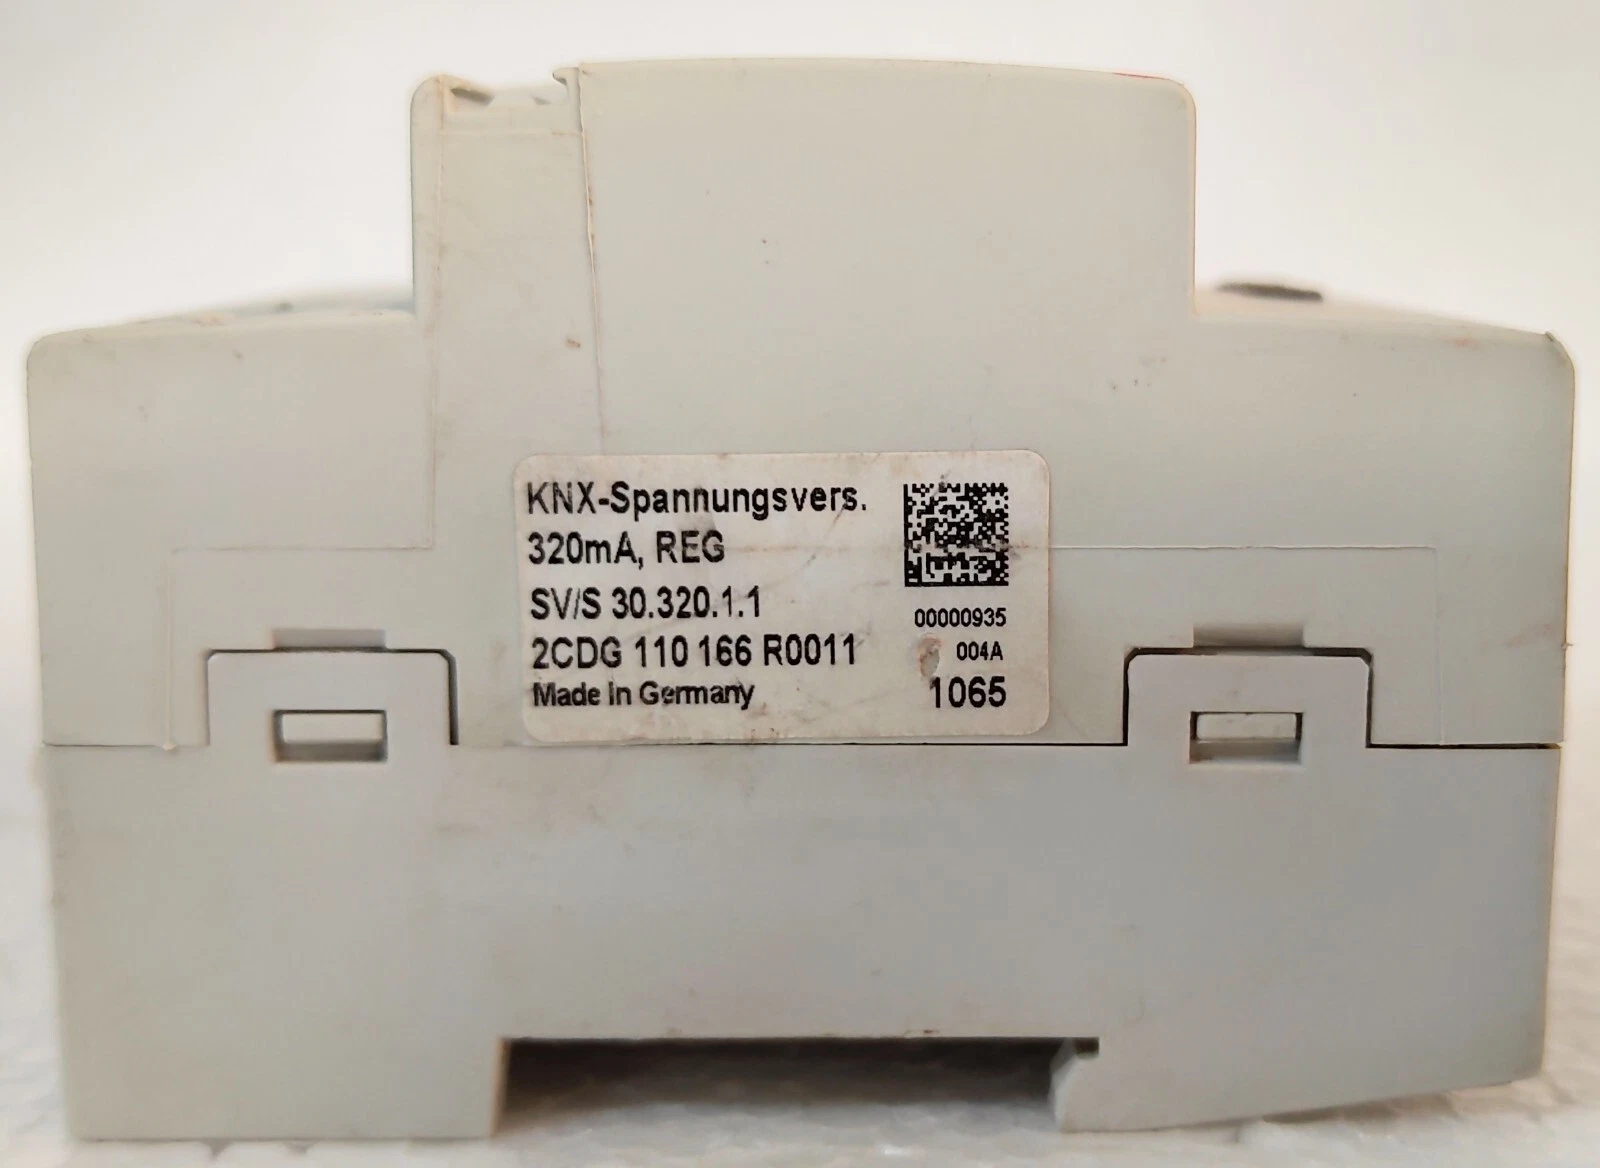 KNX-Spannungsvers.
320mA, REG
SV/S 30.320.1.1
2CDG 110 166 R0011
Made in Germany
00000935
004A
1065